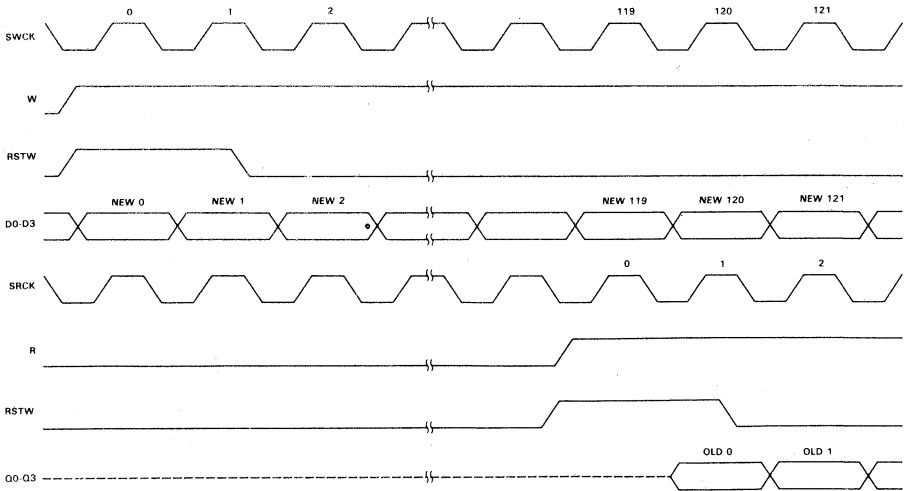 0 1 2 119 120 121
SWCK
W
RSTW
NEW 0 NEW 1 NEW 2 NEW 119 NEW 120 NEW 121
D0-D3
0 1 2
SRCK
R
RSTW
OLD 0 OLD 1
Q0-Q3